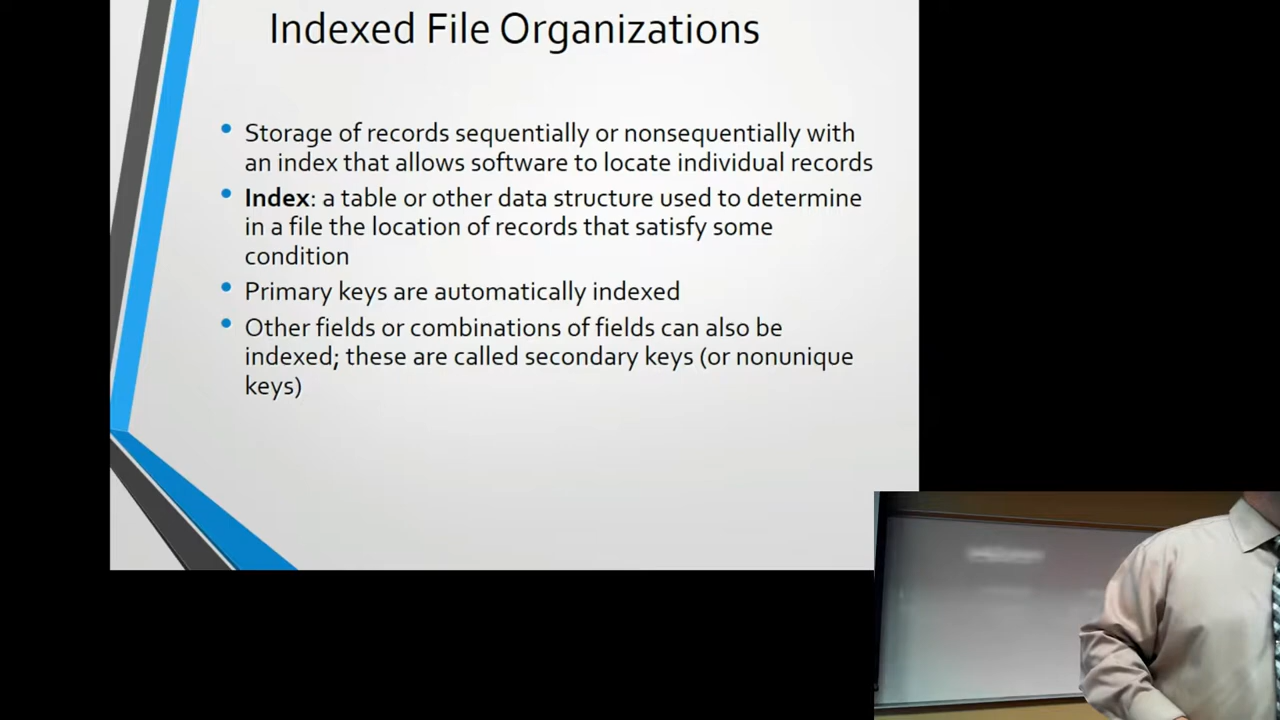 Indexed File Organizations
• Storage of records sequentially or nonsequentially with
an index that allows software to locate individual records
• Index: a table or other data structure used to determine
in a file the location of records that satisfy some
condition
• Primary keys are automatically indexed
• Other fields or combinations of fields can also be
indexed; these are called secondary keys (or nonunique
keys)